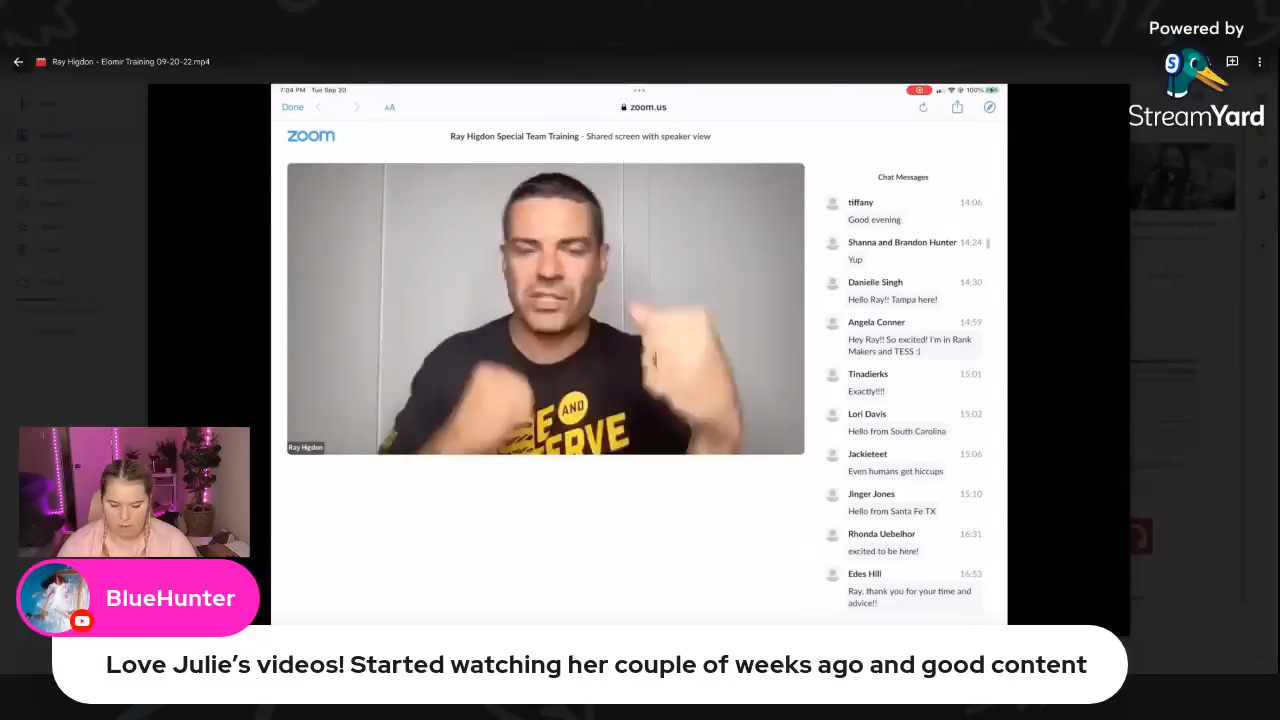 Powered by
StreamYard
Ray Higdon - Elomir Training 09-20-22.mp4
7:04 PM Tue Sep 20
100%
Done
AA
zoom.us
zoom
Ray Higdon Special Team Training - Shared screen with speaker view
Chat Messages
tiffany 14:06
Good evening
Shanna and Brandon Hunter 14:24
Yup
Danielle Singh 14:30
Hello Ray!! Tampa here!
Angela Conner 14:59
Hey Ray!! So excited! I'm in Rank
Makers and TESS :)
Tinadierks 15:01
Exactly!!!!
Lori Davis 15:02
Hello from South Carolina
Jackieteet 15:06
Even humans get hiccups
Jinger Jones 15:10
Hello from Santa Fe TX
Rhonda Uebelhor 16:31
excited to be here!
Edes Hill 16:53
Ray, thank you for your time and
advice!!
AND
Ray Higdon
BlueHunter
Love Julie's videos! Started watching her couple of weeks ago and good content